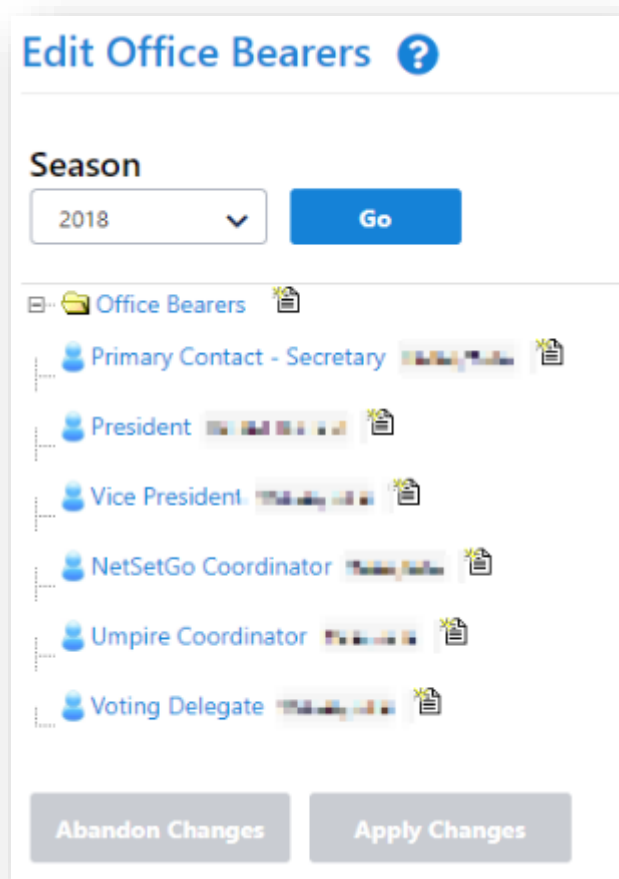 Edit Office Bearers ?
Season
2018 Go
Office Bearers
Primary Contact - Secretary
President
Vice President
NetSetGo Coordinator
Umpire Coordinator
Voting Delegate
Abandon Changes Apply Changes